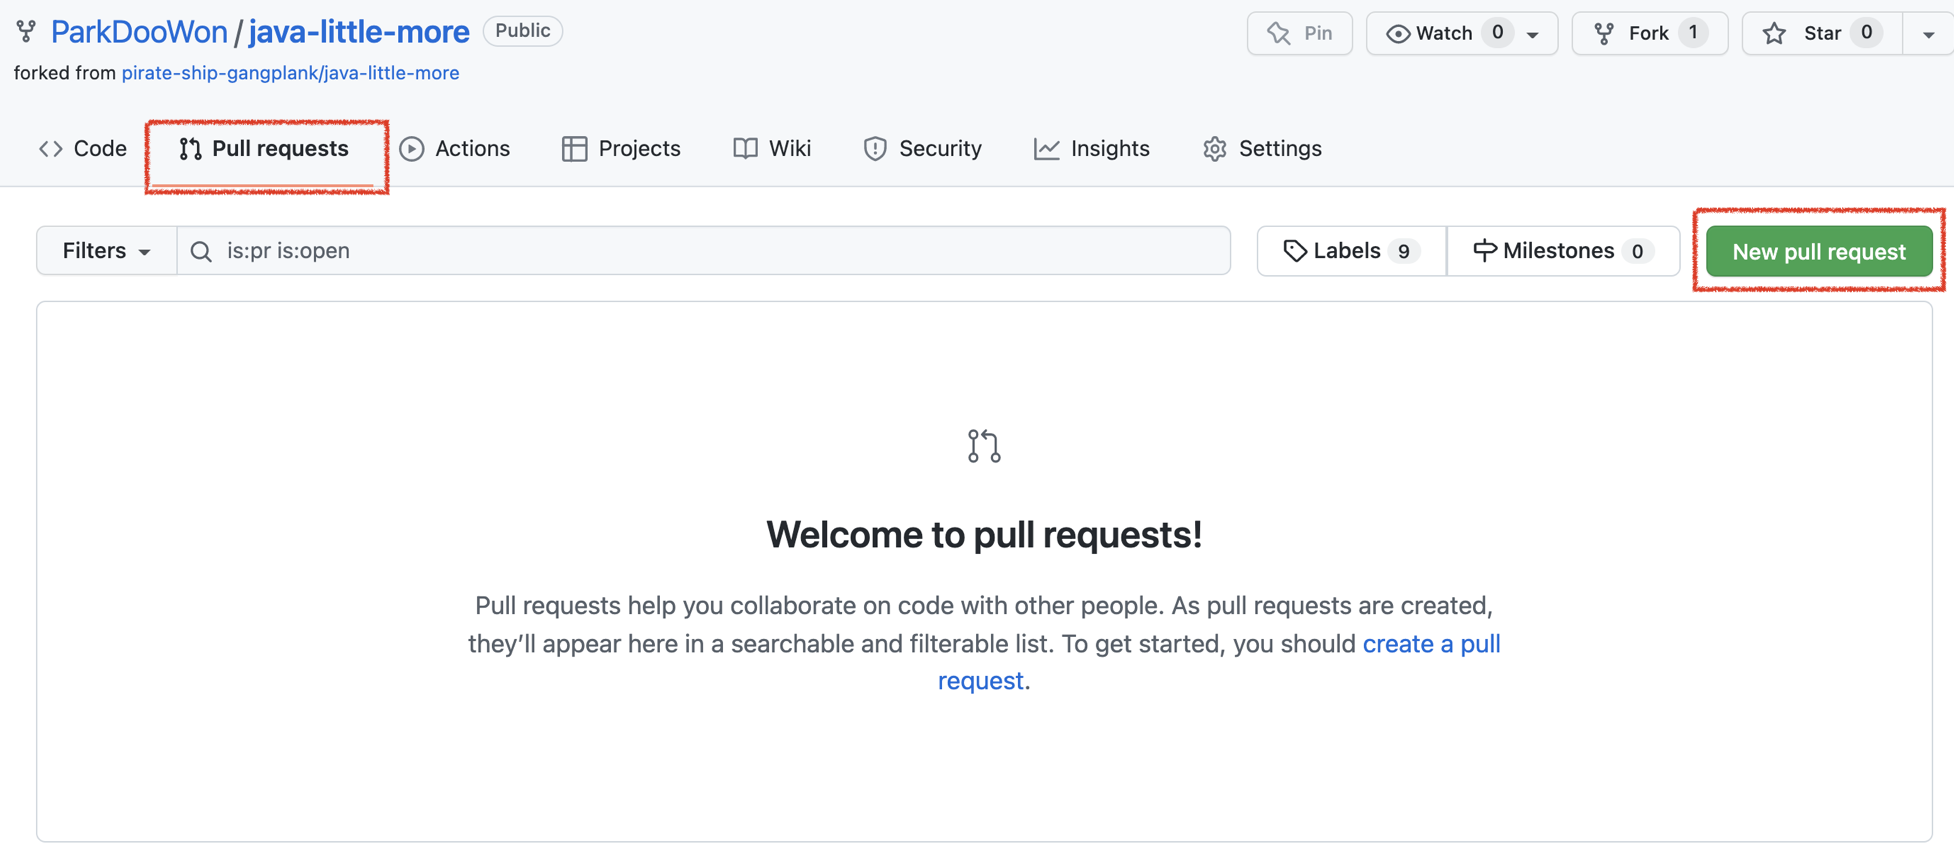 ParkDooWon / java-little-more Public
Pin Watch 0 Fork 1 Star 0
forked from pirate-ship-gangplank/java-little-more
Code Pull requests Actions Projects Wiki Security Insights Settings
Filters is:pr is:open Labels 9 Milestones 0 New pull request
Welcome to pull requests!
Pull requests help you collaborate on code with other people. As pull requests are created,
they’ll appear here in a searchable and filterable list. To get started, you should create a pull
request.